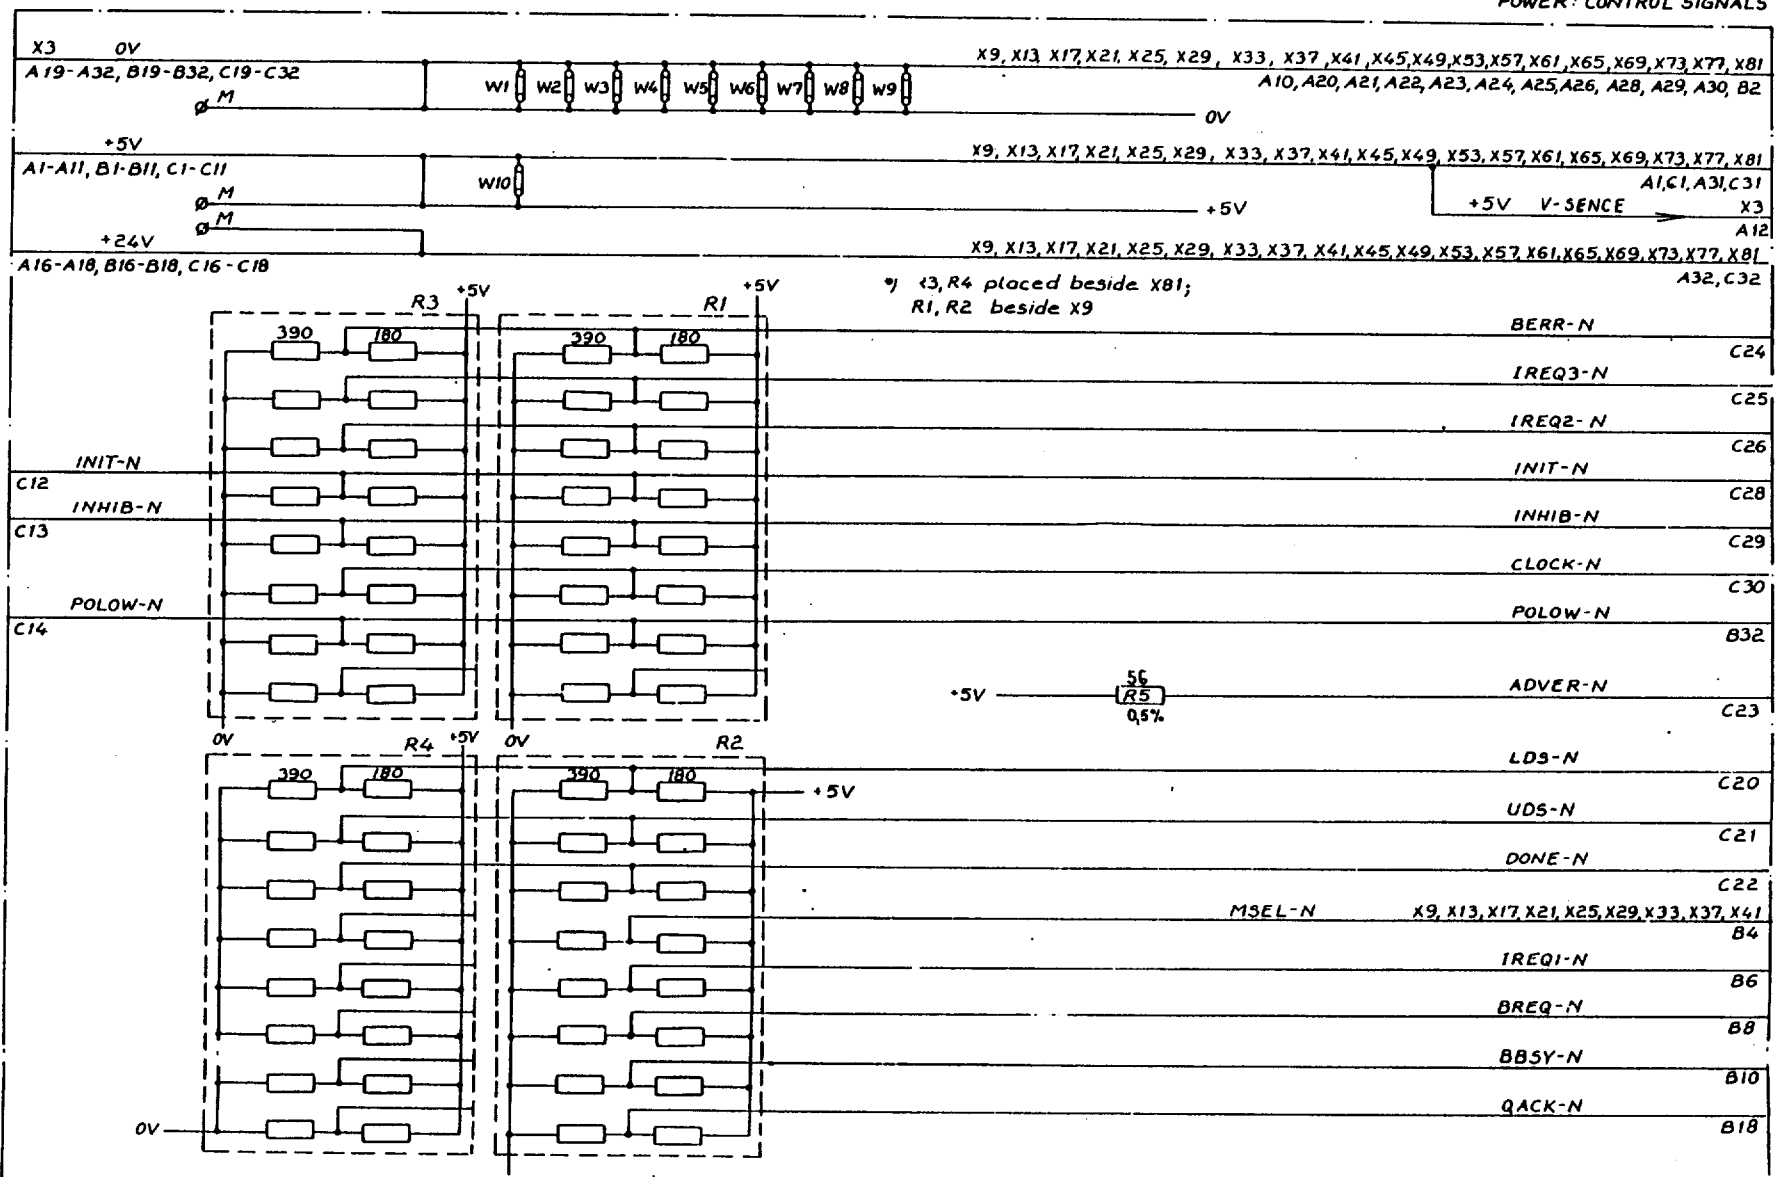 POWER: CONTROL SIGNALS
X3 0V
X9, X13, X17, X21, X25, X29, X33, X37, X41, X45, X49, X53, X57, X61, X65, X69, X73, X77, X81
A19-A32, B19-B32, C19-C32
A10, A20, A21, A22, A23, A24, A25, A26, A28, A29, A30, B2
W1 W2 W3 W4 W5 W6 W7 W8 W9
M
0V
+5V
X9, X13, X17, X21, X25, X29, X33, X37, X41, X45, X49, X53, X57, X61, X65, X69, X73, X77, X81
A1-A11, B1-B11, C1-C11
W10
A1, C1, A31, C31
M
+5V
+5V V-SENCE X3
M
A12
+24V
X9, X13, X17, X21, X25, X29, X33, X37, X41, X45, X49, X53, X57, X61, X65, X69, X73, X77, X81
A16-A18, B16-B18, C16-C18
A32, C32
*) R3, R4 placed beside X81;
R1, R2 beside X9
R3 +5V R1 +5V
390 180 390 180
BERR-N
C24
IREQ3-N
C25
IREQ2-N
C26
INIT-N INIT-N
C12 C28
INHIB-N INHIB-N
C13 C29
CLOCK-N
C30
POLOW-N POLOW-N
C14 B32
+5V 56 ADVER-N
R5
0,5% C23
0V R4 +5V 0V R2
390 180 390 180
LDS-N
+5V C20
UDS-N
C21
DONE-N
C22
MSEL-N X9, X13, X17, X21, X25, X29, X33, X37, X41
B4
IREQ1-N
B6
BREQ-N
B8
BBSY-N
B10
QACK-N
0V B18